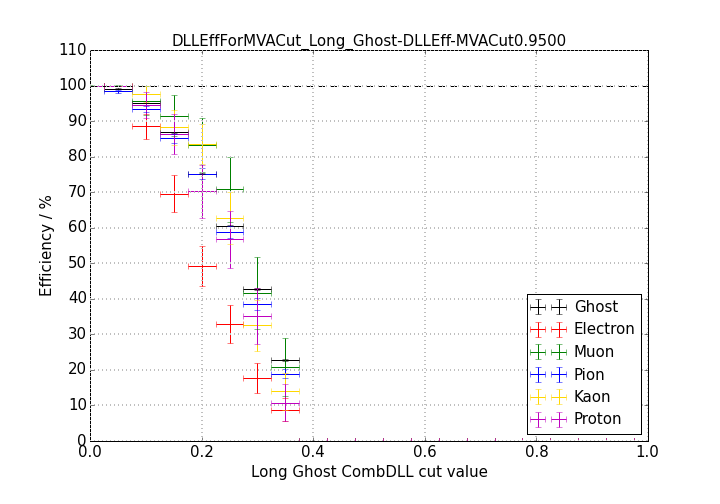 DLLEffForMVACut_Long_Ghost-DLLEff-MVACut0.9500
110
100
90
80
70
60
50
40
30
20
10
0
Efficiency / %
Ghost
Electron
Muon
Pion
Kaon
Proton
0.0 0.2 0.4 0.6 0.8 1.0
Long Ghost CombDLL cut value